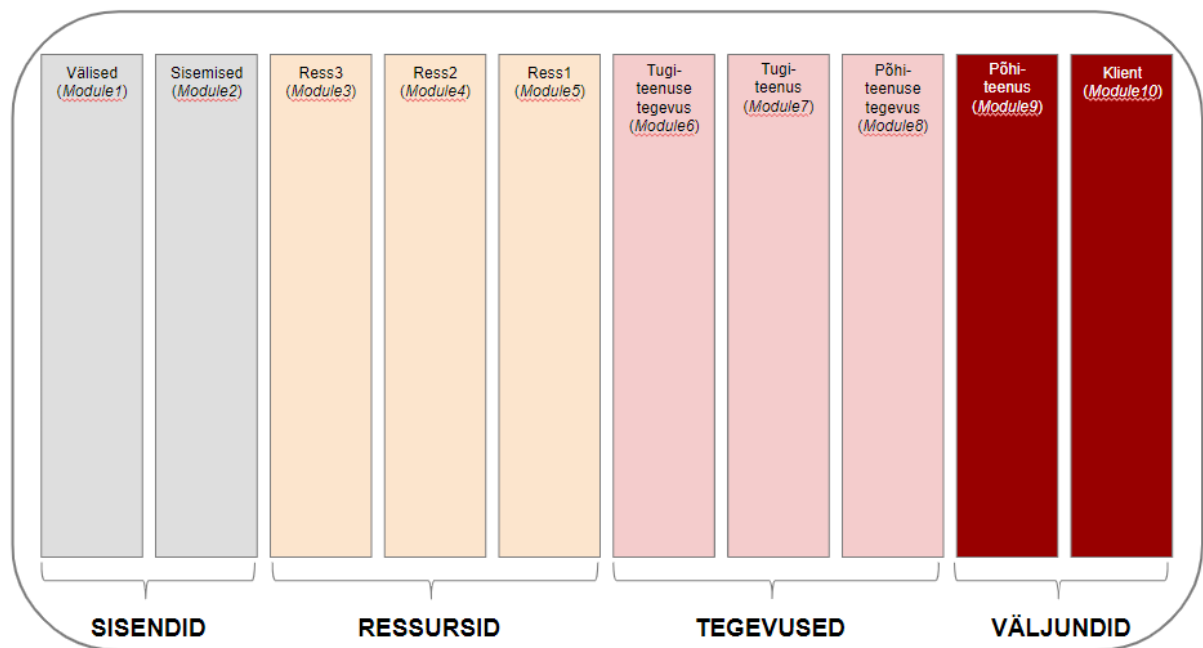 Välised
(Module1)
Sisemised
(Module2)
Ress3
(Module3)
Ress2
(Module4)
Ress1
(Module5)
Tugi-
teenuse
tegevus
(Module6)
Tugi-
teenus
(Module7)
Põhi-
teenuse
tegevus
(Module8)
Põhi-
teenus
(Module9)
Klient
(Module10)
SISENDID
RESSURSID
TEGEVUSED
VÄLJUNDID